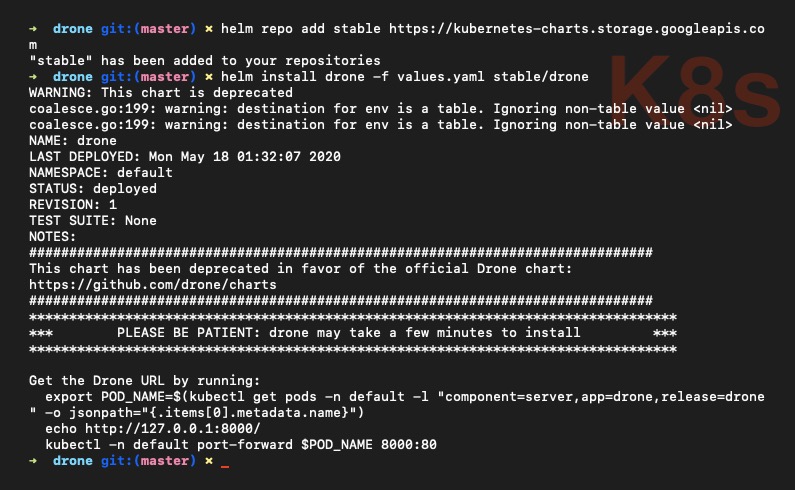 ➜  drone git:(master) ✖ helm repo add stable https://kubernetes-charts.storage.googleapis.co
m
"stable" has been added to your repositories
➜  drone git:(master) ✖ helm install drone -f values.yaml stable/drone
WARNING: This chart is deprecated
coalesce.go:199: warning: destination for env is a table. Ignoring non-table value <nil>
coalesce.go:199: warning: destination for env is a table. Ignoring non-table value <nil>
NAME: drone
LAST DEPLOYED: Mon May 18 01:32:07 2020
NAMESPACE: default
STATUS: deployed
REVISION: 1
TEST SUITE: None
NOTES:
##############################################################################
This chart has been deprecated in favor of the official Drone chart:
https://github.com/drone/charts
##############################################################################
*********************************************************************************
***        PLEASE BE PATIENT: drone may take a few minutes to install         ***
*********************************************************************************
Get the Drone URL by running:
  export POD_NAME=$(kubectl get pods -n default -l "component=server,app=drone,release=drone
" -o jsonpath="{.items[0].metadata.name}")
  echo http://127.0.0.1:8000/
  kubectl -n default port-forward $POD_NAME 8000:80
➜  drone git:(master) ✖ _
K8s